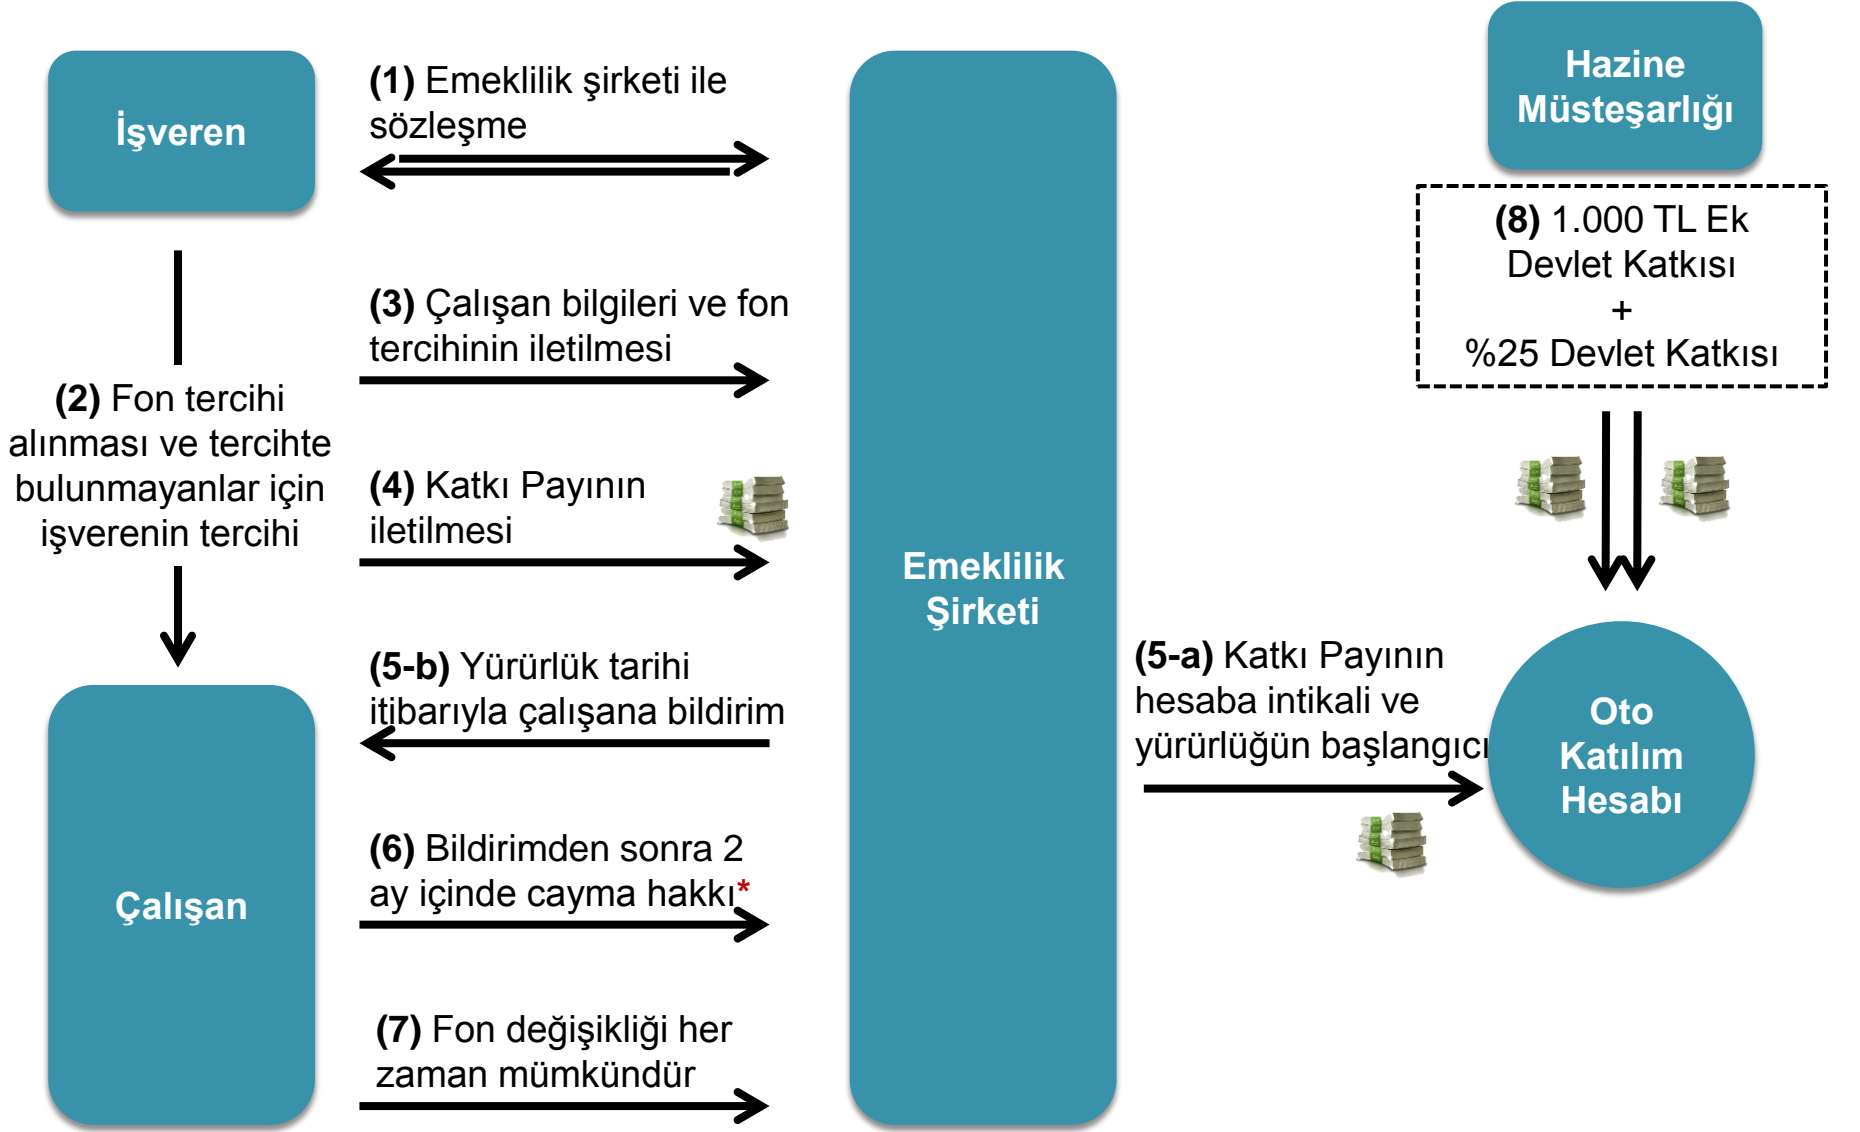 İşveren
(1) Emeklilik şirketi ile
sözleşme
Hazine
Müsteşarlığı
(8) 1.000 TL Ek
Devlet Katkısı
+
%25 Devlet Katkısı
(3) Çalışan bilgileri ve fon
tercihinin iletilmesi
(2) Fon tercihi
alınması ve tercihte
bulunmayanlar için
işverenin tercihi
(4) Katkı Payının
iletilmesi
Emeklilik
Şirketi
(5-b) Yürürlük tarihi
itibarıyla çalışana bildirim
(5-a) Katkı Payının
hesaba intikali ve
yürürlüğün başlangıcı
Oto
Katılım
Hesabı
Çalışan
(6) Bildirimden sonra 2
ay içinde cayma hakkı*
(7) Fon değişikliği her
zaman mümkündür